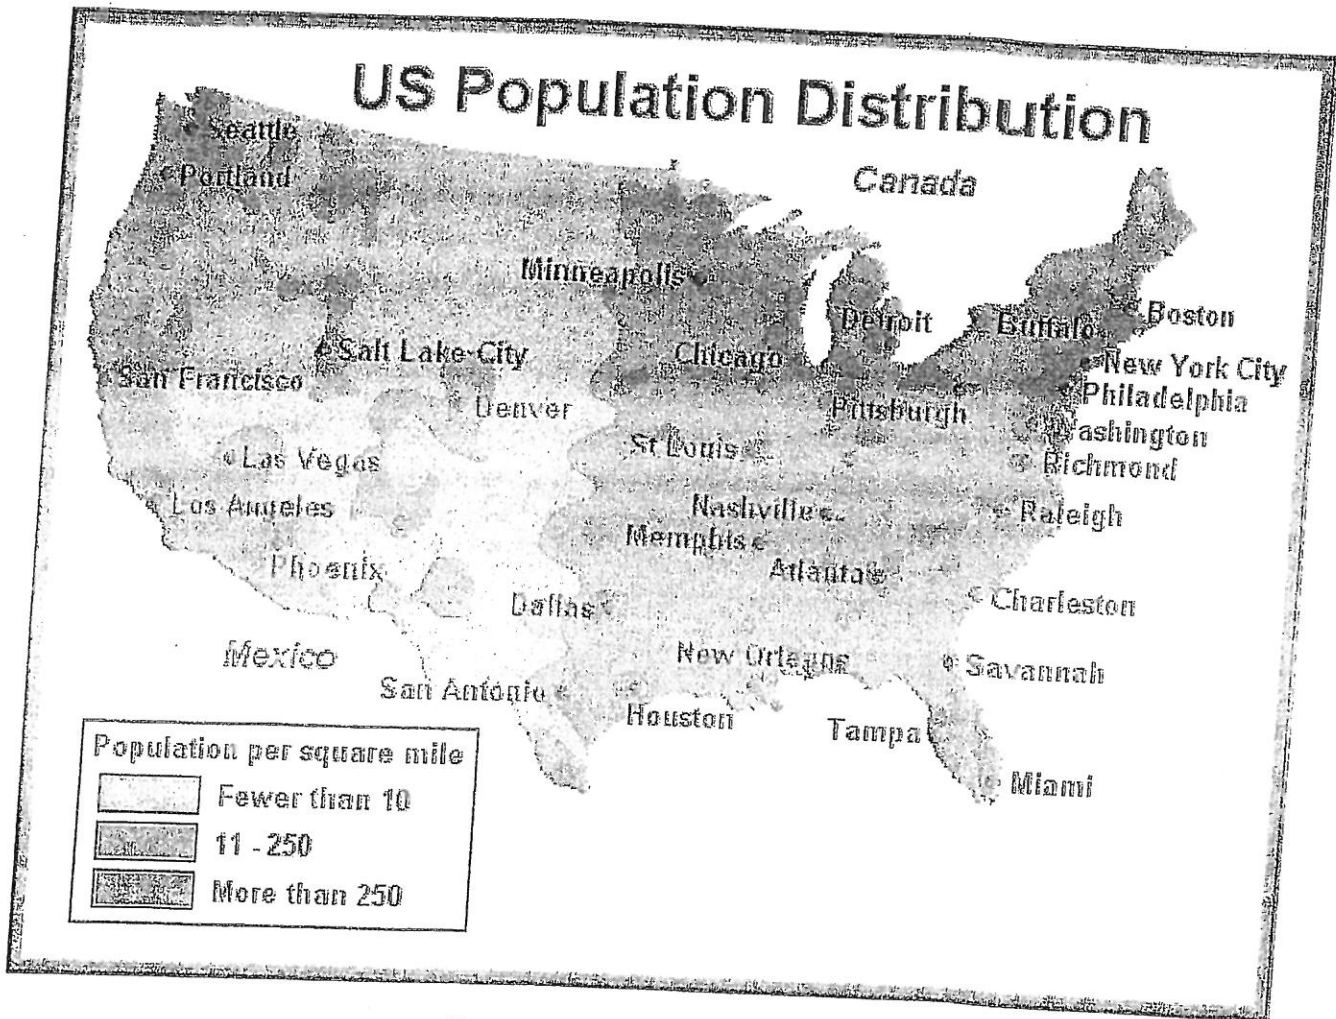 US Population Distribution
Canada
Seattle
Portland
Minneapolis
Detroit
Buffalo
Boston
Salt Lake City
Chicago
New York City
San Francisco
Denver
Pittsburgh
Philadelphia
Washington
Las Vegas
St Louis
Richmond
Los Angeles
Nashville
Raleigh
Memphis
Phoenix
Atlanta
Dallas
Charleston
Mexico
New Orleans
Savannah
San Antonio
Houston
Tampa
Miami
Population per square mile
Fewer than 10
11 - 250
More than 250